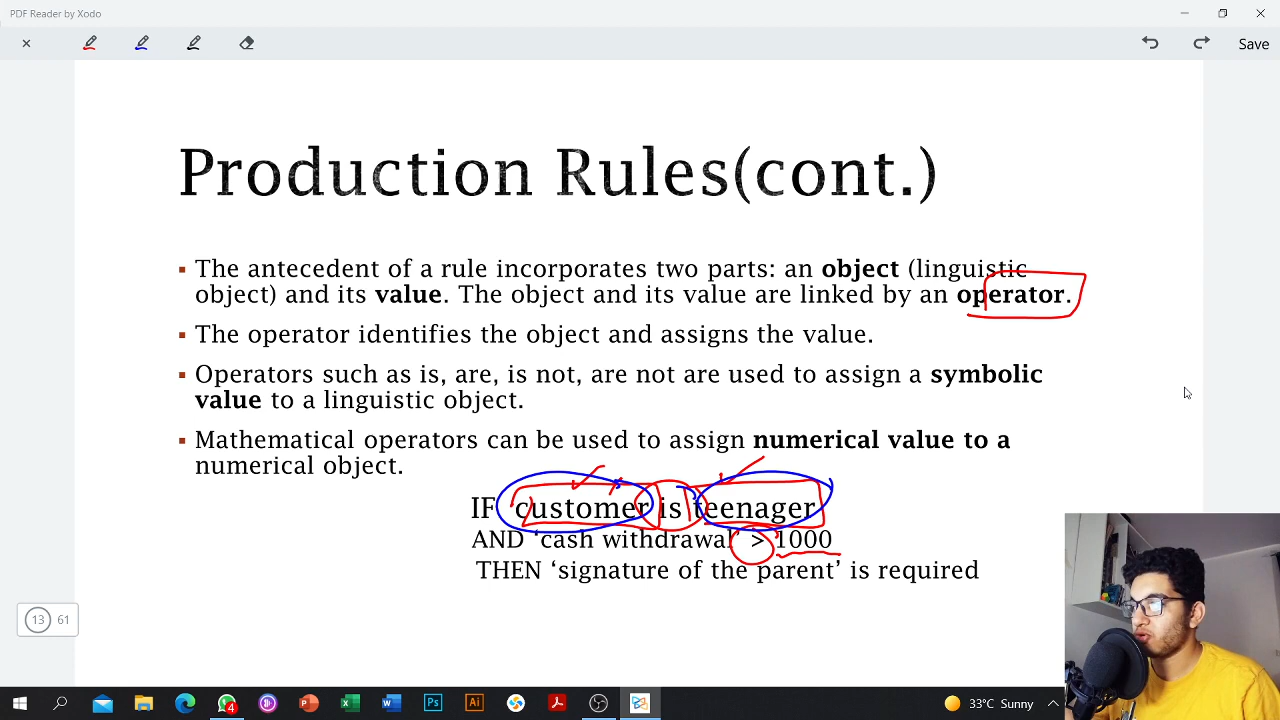 PDF Reader by Xodo
Save
Production Rules(cont.)
▪ The antecedent of a rule incorporates two parts: an object (linguistic
object) and its value. The object and its value are linked by an operator.
▪ The operator identifies the object and assigns the value.
▪ Operators such as is, are, is not, are not are used to assign a symbolic
value to a linguistic object.
▪ Mathematical operators can be used to assign numerical value to a
numerical object.
IF customer is teenager
AND ‘cash withdrawal’ > 1000
THEN ‘signature of the parent’ is required
13 61
4
Ps
Ai
33°C Sunny